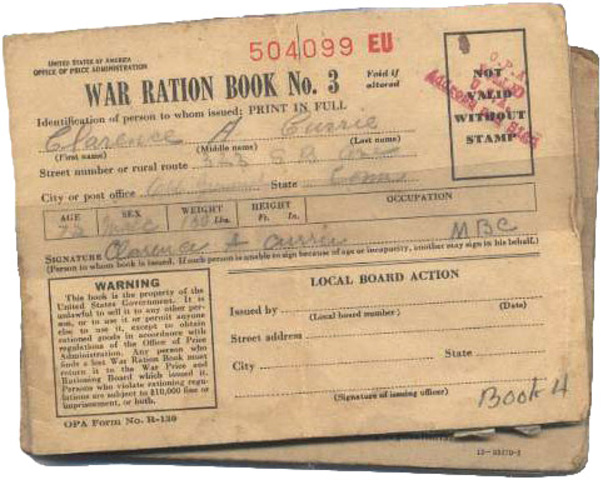 UNITED STATES OF AMERICA
OFFICE OF PRICE ADMINISTRATION
504099 EU
WAR RATION BOOK No. 3
Void if
altered
Identification of person to whom issued: PRINT IN FULL
Clarence A Currie
(First name) (Middle name) (Last name)
Street number or rural route
City or post office State Conn
AGE SEX WEIGHT HEIGHT OCCUPATION
Male Lbs. Ft. In.
SIGNATURE Clarence A Currie MBC
(Person to whom book is issued. If such person is unable to sign because of age or incapacity, another may sign in his behalf.)
O.P.A.
NOT
VALID
WITHOUT
STAMP
WARNING
This book is the property of the
United States Government. It is
unlawful to sell it to any other per-
son, or to use it or permit anyone
else to use it, except to obtain
rationed goods in accordance with
regulations of the Office of Price
Administration. Any person who
finds a lost War Ration Book must
return it to the War Price and
Rationing Board which issued it.
Persons who violate rationing regu-
lations are subject to $10,000 fine or
imprisonment, or both.
OPA Form No. R-130
LOCAL BOARD ACTION
Issued by
(Local board number) (Date)
Street address
City State
(Signature of issuing officer)
Book 4